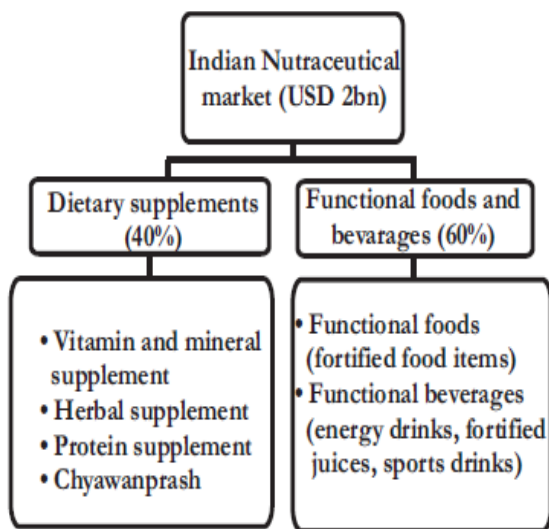 Indian Nutraceutical
market (USD 2bn)
Dietary supplements
(40%)
Functional foods and
bevarages (60%)
• Vitamin and mineral
supplement
• Herbal supplement
• Protein supplement
• Chyawanprash
• Functional foods
(fortified food items)
• Functional beverages
(energy drinks, fortified
juices, sports drinks)